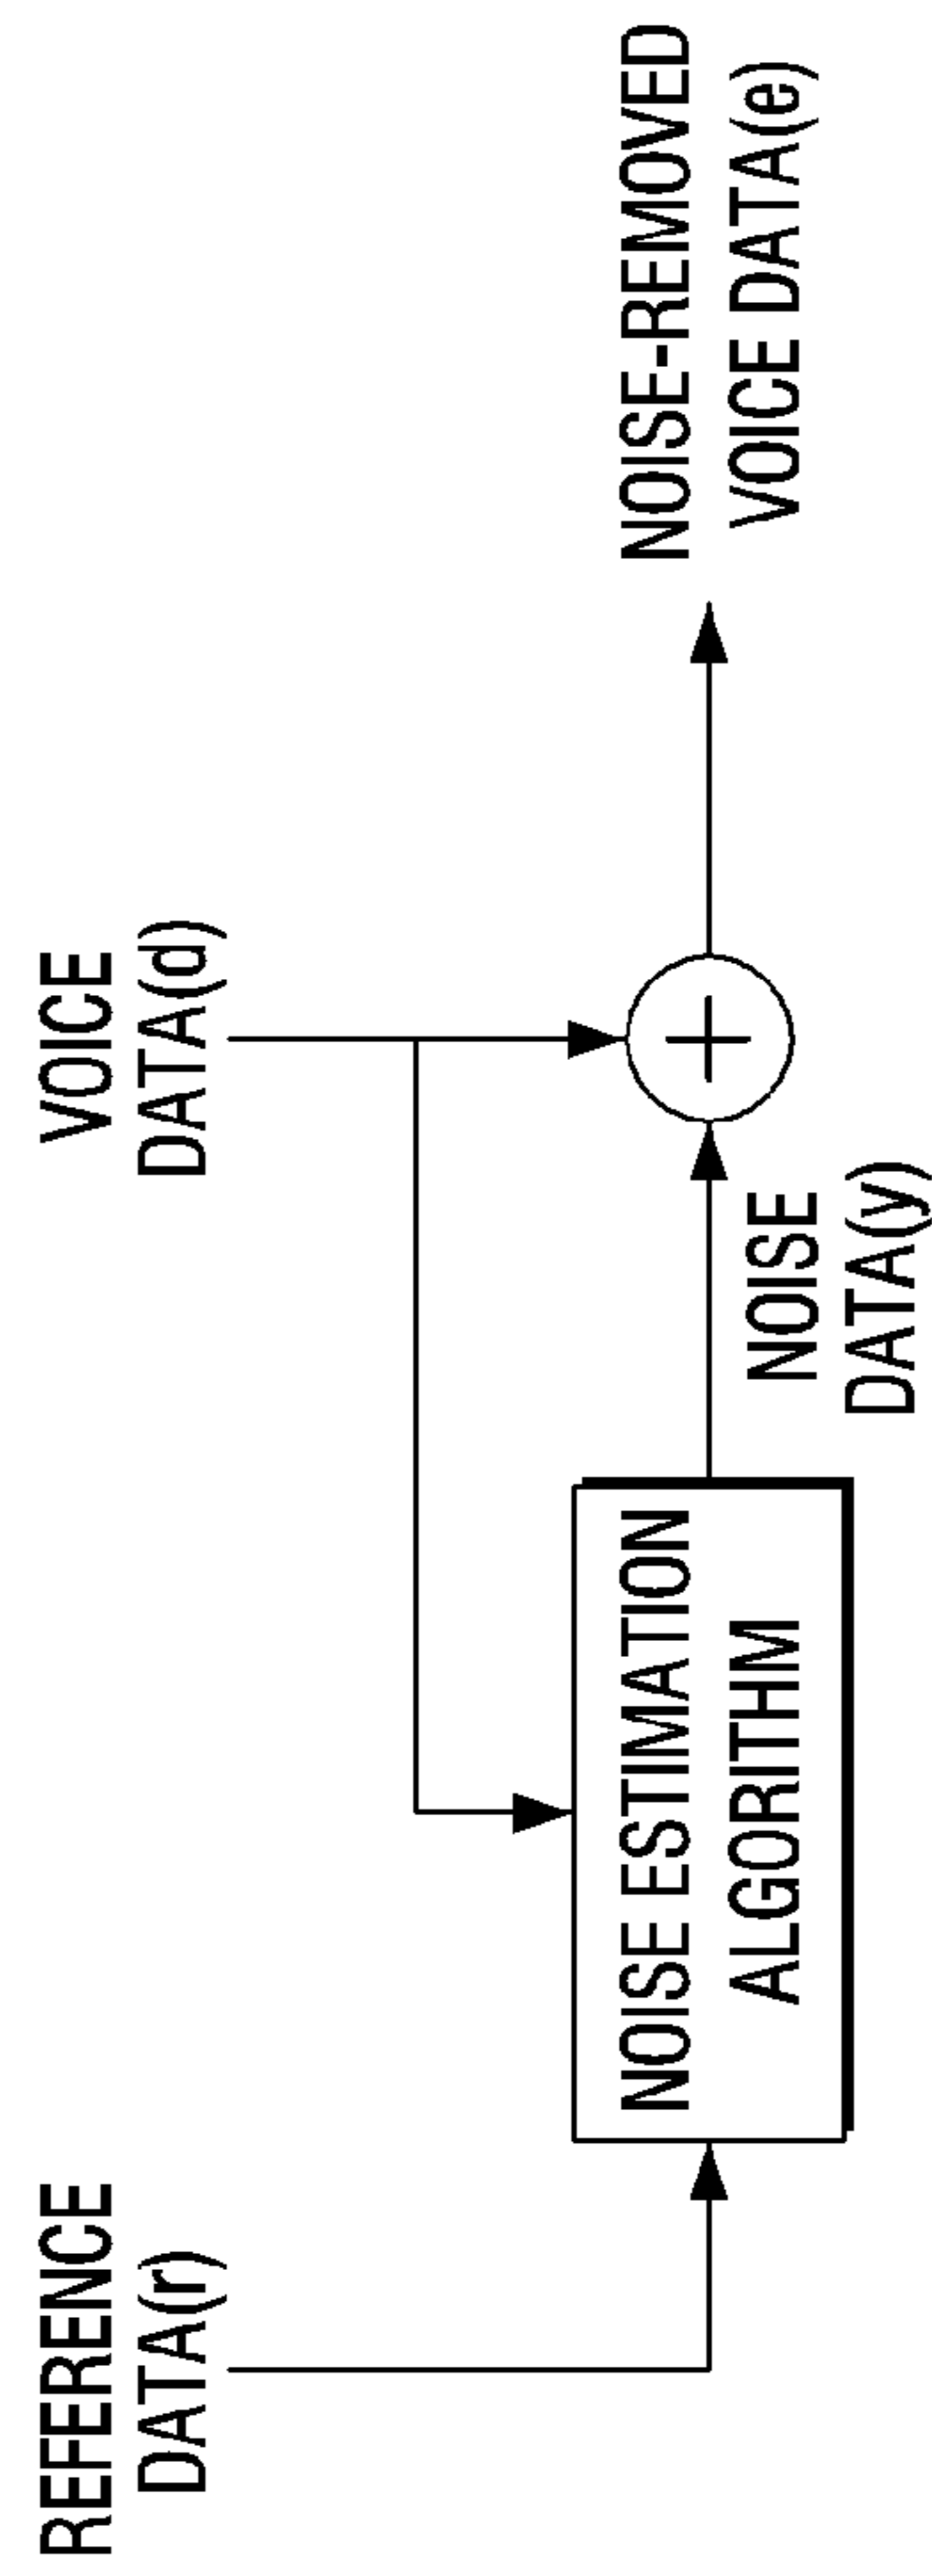 REFERENCE
DATA(r)
VOICE
DATA(d)
NOISE ESTIMATION
ALGORITHM
NOISE
DATA(y)
NOISE-REMOVED
VOICE DATA(e)